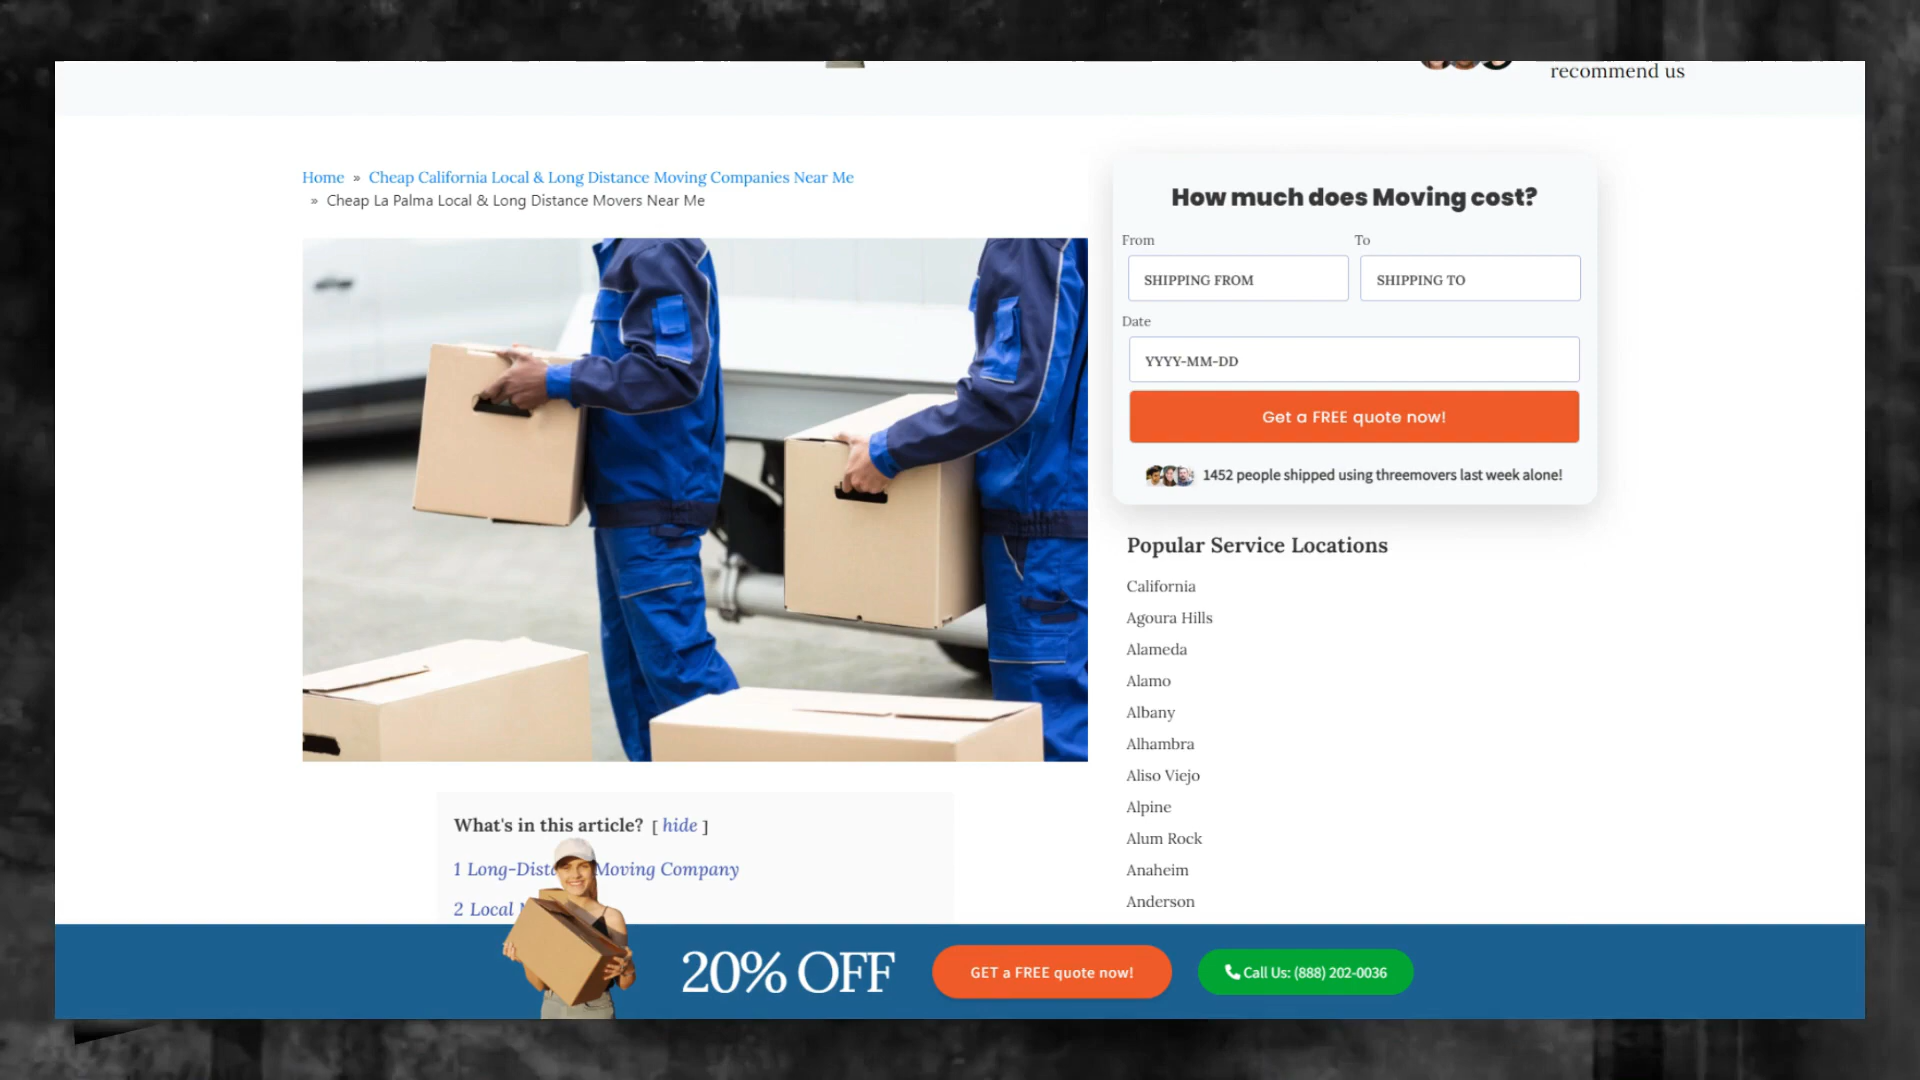 recommend us
Home » Cheap California Local & Long Distance Moving Companies Near Me
» Cheap La Palma Local & Long Distance Movers Near Me
How much does Moving cost?
From To
SHIPPING FROM SHIPPING TO
Date
YYYY-MM-DD
Get a FREE quote now!
1452 people shipped using threemovers last week alone!
Popular Service Locations
California
Agoura Hills
Alameda
Alamo
Albany
Alhambra
Aliso Viejo
Alpine
Alum Rock
Anaheim
Anderson
What's in this article? [ hide ]
1 Moving Company
2 Local
20% OFF
GET a FREE quote now!
Call Us: (888) 202-0036